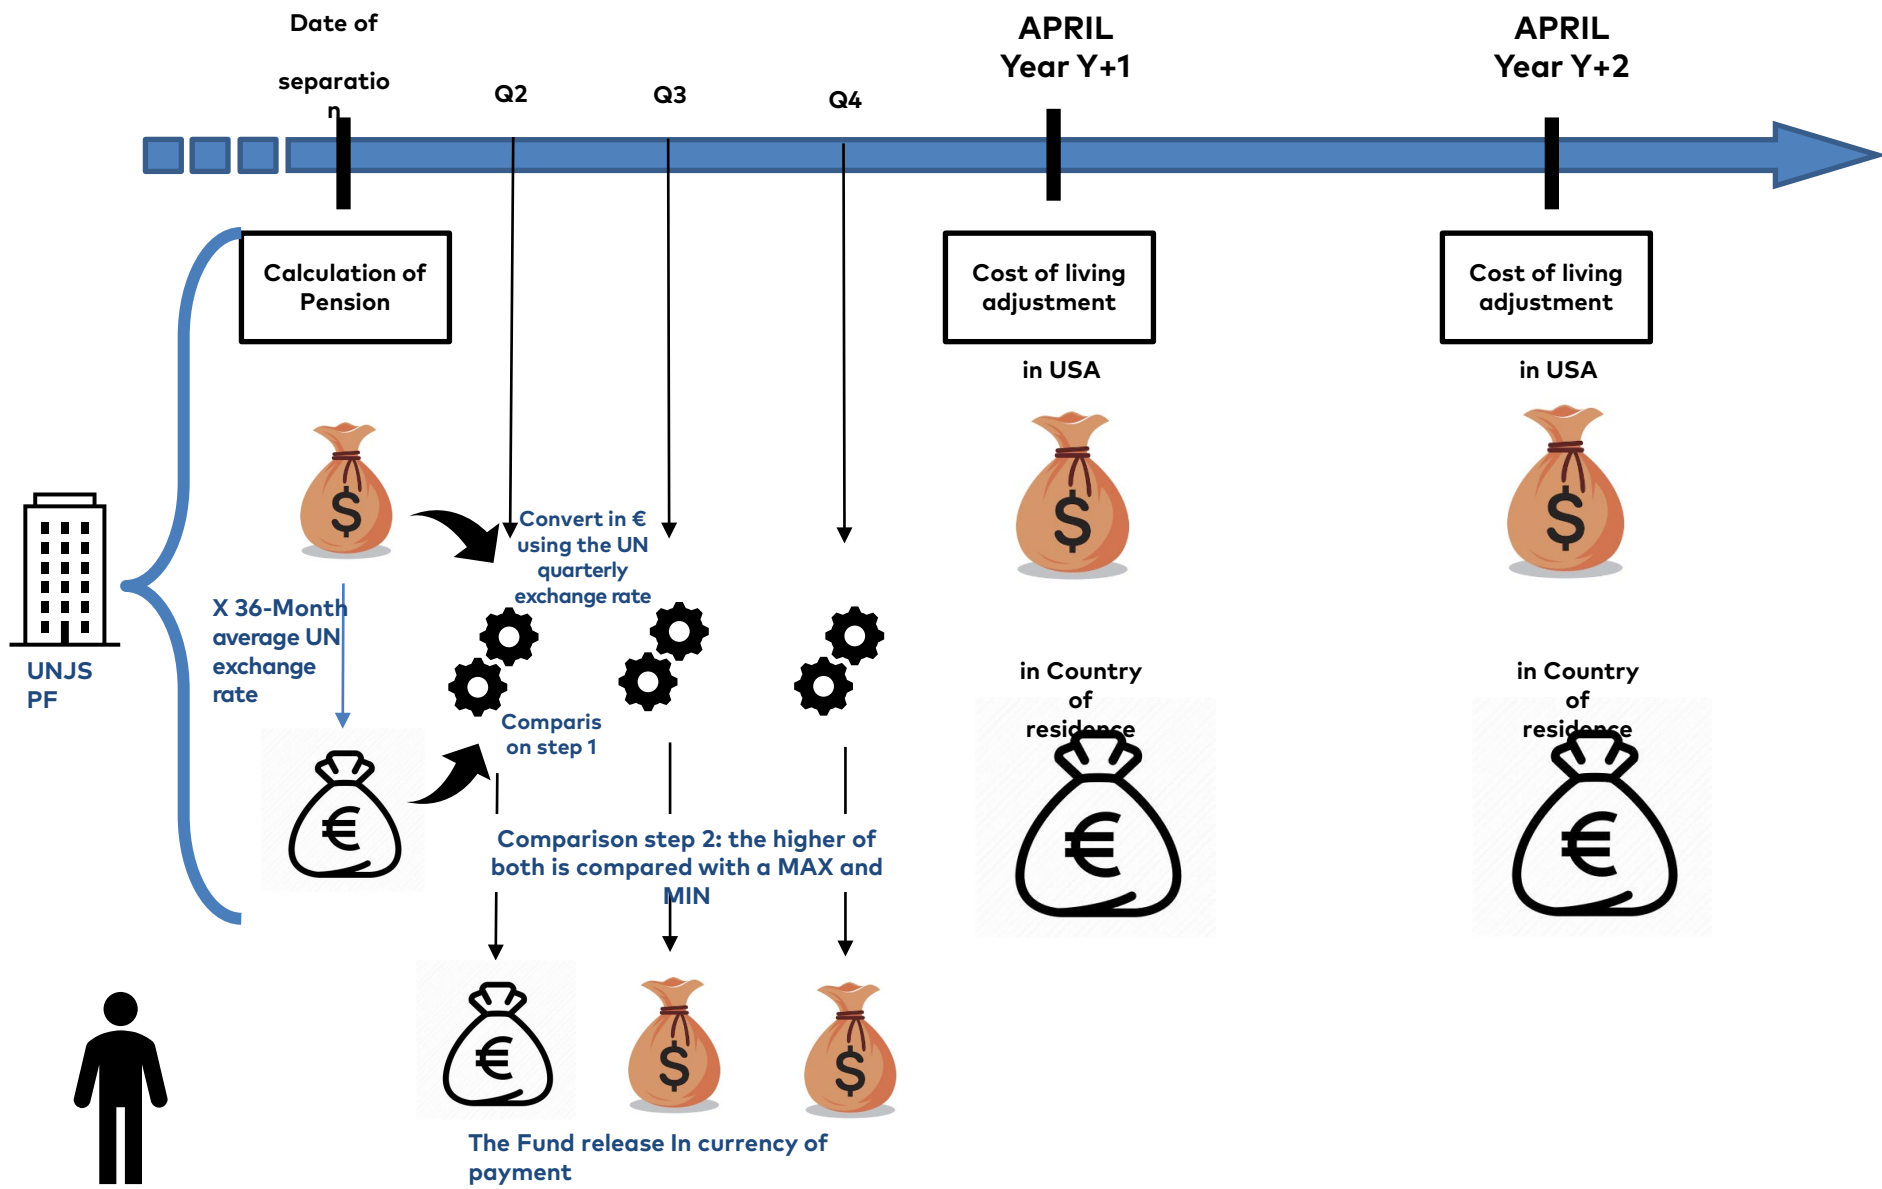 Date of
separatio
n
Q2
Q3
Q4
APRIL
Year Y+1
APRIL
Year Y+2
Calculation of
Pension
Cost of living
adjustment
Cost of living
adjustment
in USA
in USA
$
$
$
Convert in €
using the UN
quarterly
exchange rate
X 36-Month
average UN
exchange
rate
UNJS
PF
in Country
of
residence
in Country
of
residence
Comparis
on step 1
€
€
€
Comparison step 2: the higher of
both is compared with a MAX and
MIN
€
$
$
The Fund release In currency of
payment